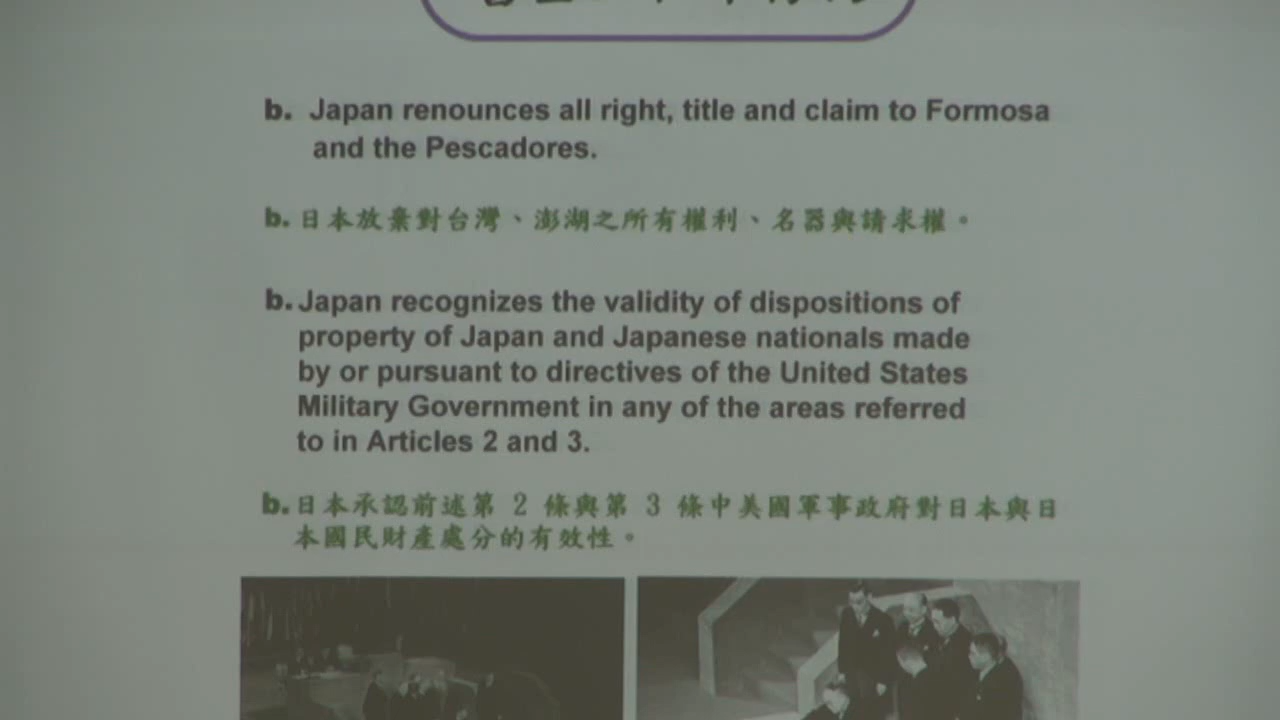 b. Japan renounces all right, title and claim to Formosa
and the Pescadores.
b. 日本放棄對台灣、澎湖之所有權利、名器與請求權。
b. Japan recognizes the validity of dispositions of
property of Japan and Japanese nationals made
by or pursuant to directives of the United States
Military Government in any of the areas referred
to in Articles 2 and 3.
b. 日本承認前述第 2 條與第 3 條中美國軍事政府對日本與日
本國民財產處分的有效性。